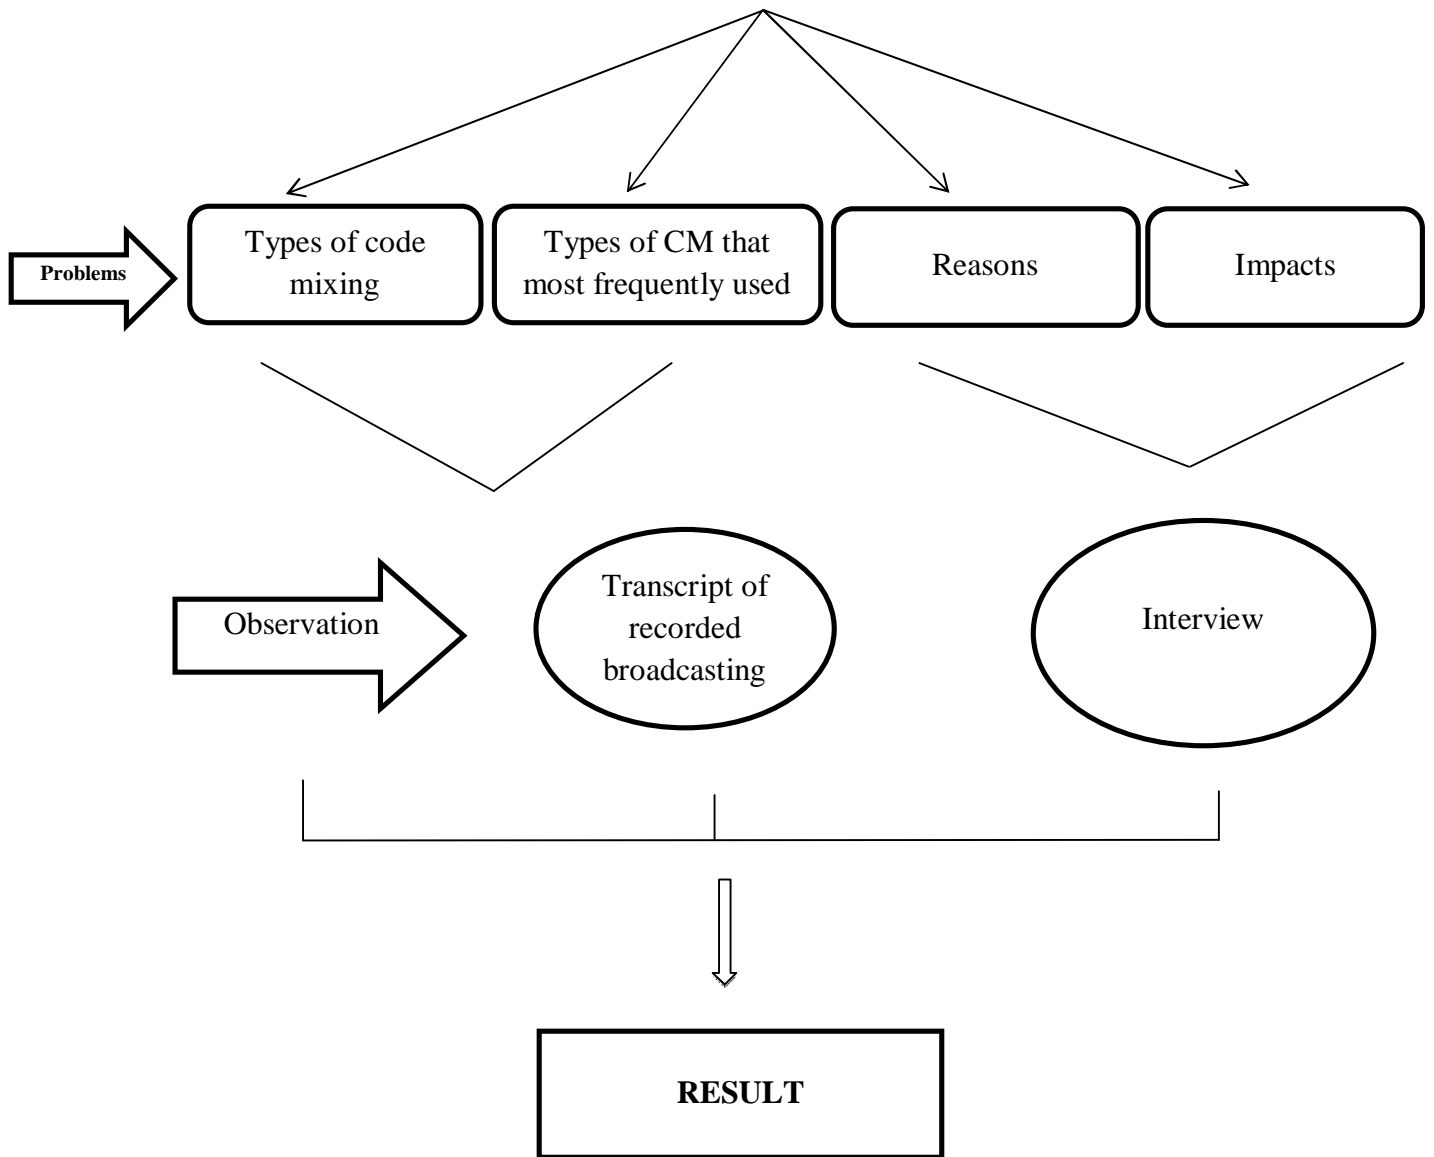 Problems
Types of code
mixing
Types of CM that
most frequently used
Reasons
Impacts
Observation
Transcript of
recorded
broadcasting
Interview
RESULT